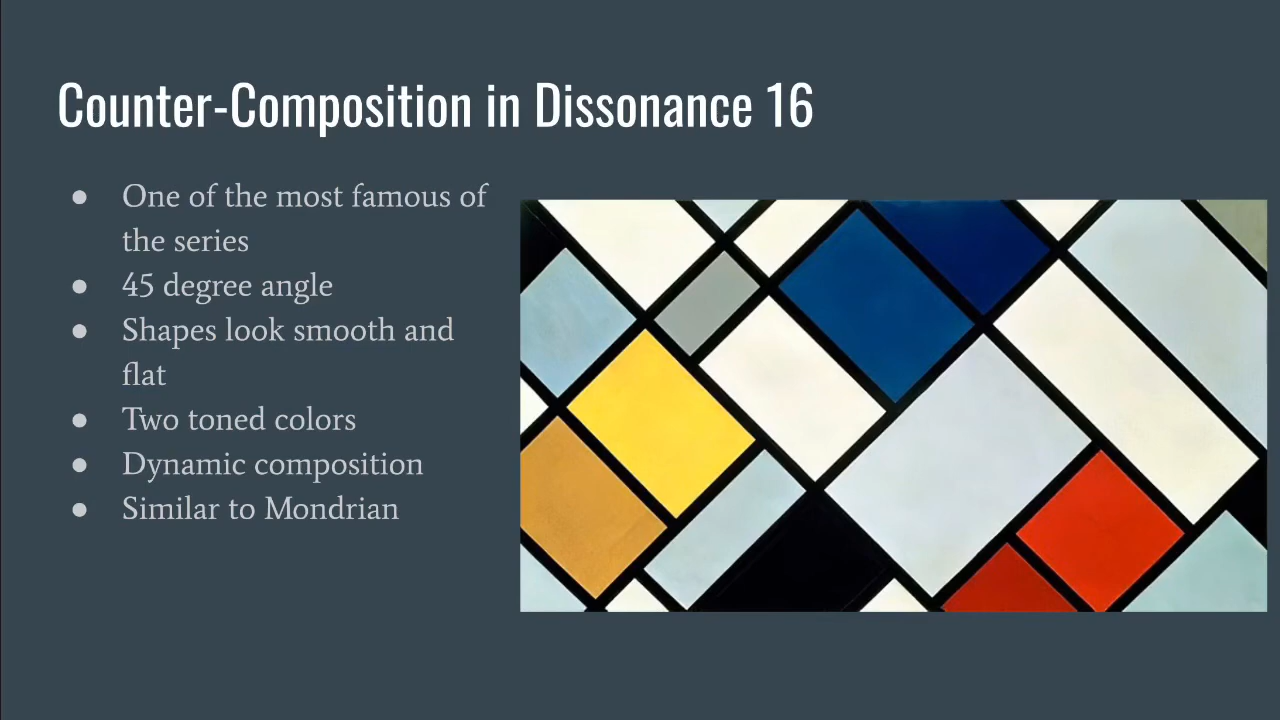 Counter-Composition in Dissonance 16
● One of the most famous of
the series
● 45 degree angle
● Shapes look smooth and
flat
● Two toned colors
● Dynamic composition
● Similar to Mondrian